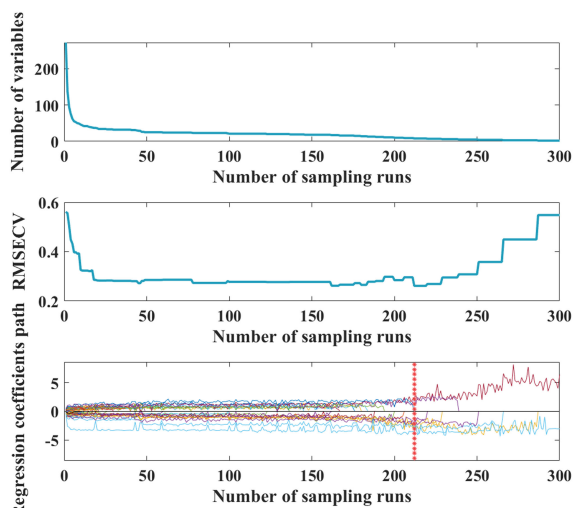 Number of variables
200
100
0
0 50 100 150 200 250 300
Number of sampling runs
RMSECV
0.6
0.4
0.2
0 50 100 150 200 250 300
Number of sampling runs
Regression coefficients path
5
0
-5
0 50 100 150 200 250 300
Number of sampling runs